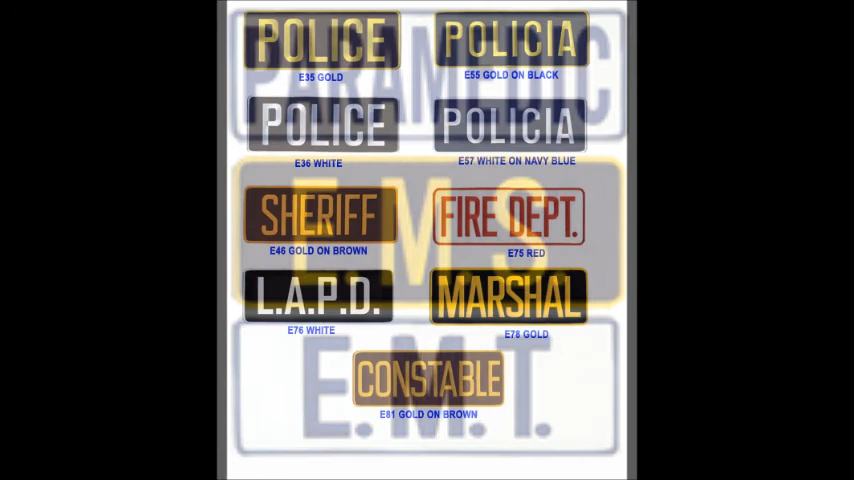 POLICE POLICIA
E35 GOLD E55 GOLD ON BLACK
PARAMEDIC
POLICE POLICIA
E36 WHITE E57 WHITE ON NAVY BLUE
SHERIFF FIRE DEPT.
E46 GOLD ON BROWN E75 RED
E.M.S.
L.A.P.D. MARSHAL
E76 WHITE E78 GOLD
CONSTABLE
E81 GOLD ON BROWN
E.M.T.